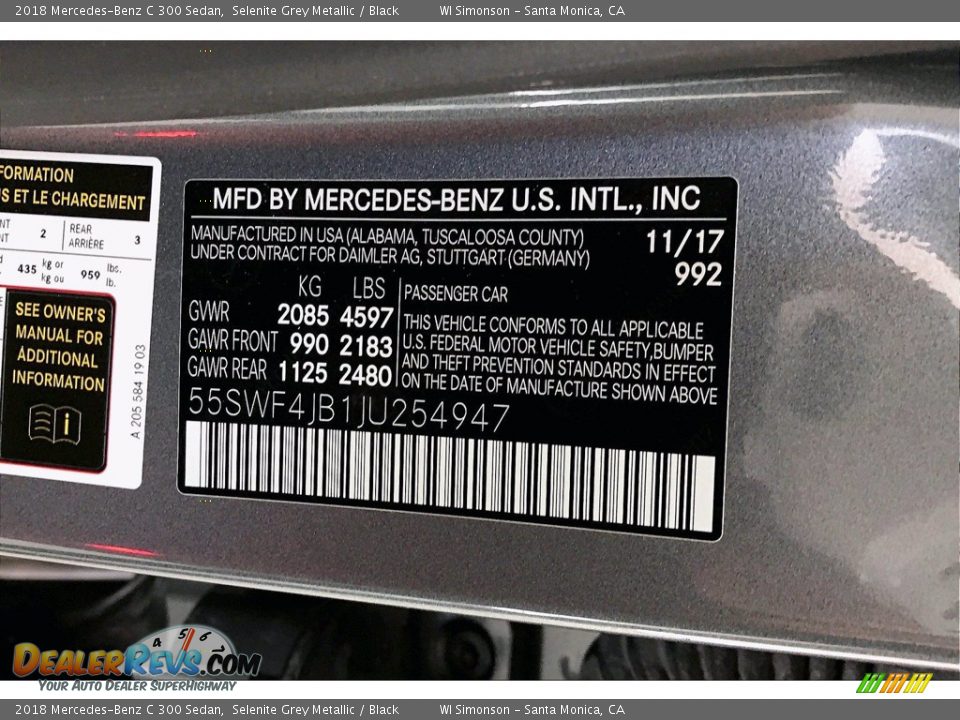 2018 Mercedes-Benz C 300 Sedan, Selenite Grey Metallic / Black WI Simonson - Santa Monica, CA
FORMATION
S ET LE CHARGEMENT
NT 2 REAR 3
NT ARRIÈRE
435 kg or 959 lbs.
kg ou lb.
SEE OWNER'S
MANUAL FOR
ADDITIONAL
INFORMATION
i
A 205 584 19 03
MFD BY MERCEDES-BENZ U.S. INTL., INC
MANUFACTURED IN USA (ALABAMA, TUSCALOOSA COUNTY) 11/17
UNDER CONTRACT FOR DAIMLER AG, STUTTGART (GERMANY) 992
KG LBS PASSENGER CAR
GVWR 2085 4597
GAWR FRONT 990 2183
GAWR REAR 1125 2480
THIS VEHICLE CONFORMS TO ALL APPLICABLE
U.S. FEDERAL MOTOR VEHICLE SAFETY,BUMPER
AND THEFT PREVENTION STANDARDS IN EFFECT
ON THE DATE OF MANUFACTURE SHOWN ABOVE
55SWF4JB1JU254947
4 5 6
DEALERREVS.COM
YOUR AUTO DEALER SUPERHIGHWAY
2018 Mercedes-Benz C 300 Sedan, Selenite Grey Metallic / Black WI Simonson - Santa Monica, CA